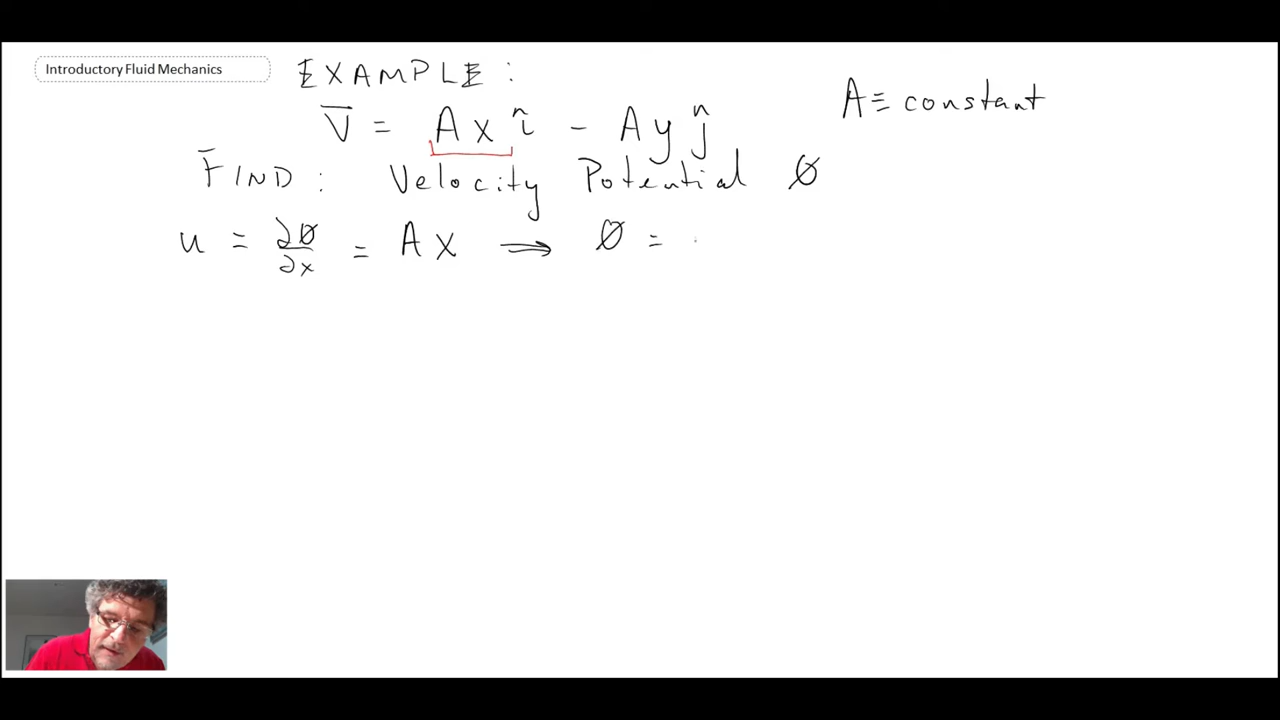 Introductory Fluid Mechanics
EXAMPLE:
V̅ = Ax î - Ay ĵ
A ≡ constant
FIND: Velocity Potential Ø
u = ∂Ø/∂x = Ax ⇒ Ø =